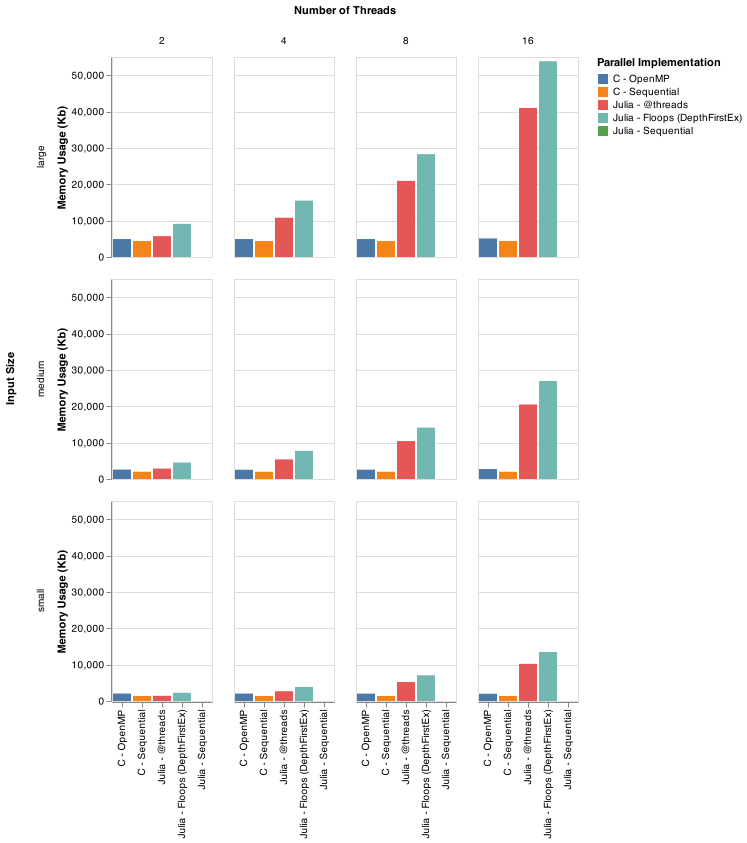 Number of Threads
2
4
8
16
Parallel Implementation
C - OpenMP
C - Sequential
Julia - @threads
Julia - Floops (DepthFirstEx)
Julia - Sequential
Input Size
large
Memory Usage (Kb)
50,000
40,000
30,000
20,000
10,000
0
medium
Memory Usage (Kb)
50,000
40,000
30,000
20,000
10,000
0
small
Memory Usage (Kb)
50,000
40,000
30,000
20,000
10,000
0
C - OpenMP
C - Sequential
Julia - @threads
Julia - Floops (DepthFirstEx)
Julia - Sequential
C - OpenMP
C - Sequential
Julia - @threads
Julia - Floops (DepthFirstEx)
Julia - Sequential
C - OpenMP
C - Sequential
Julia - @threads
Julia - Floops (DepthFirstEx)
Julia - Sequential
C - OpenMP
C - Sequential
Julia - @threads
Julia - Floops (DepthFirstEx)
Julia - Sequential